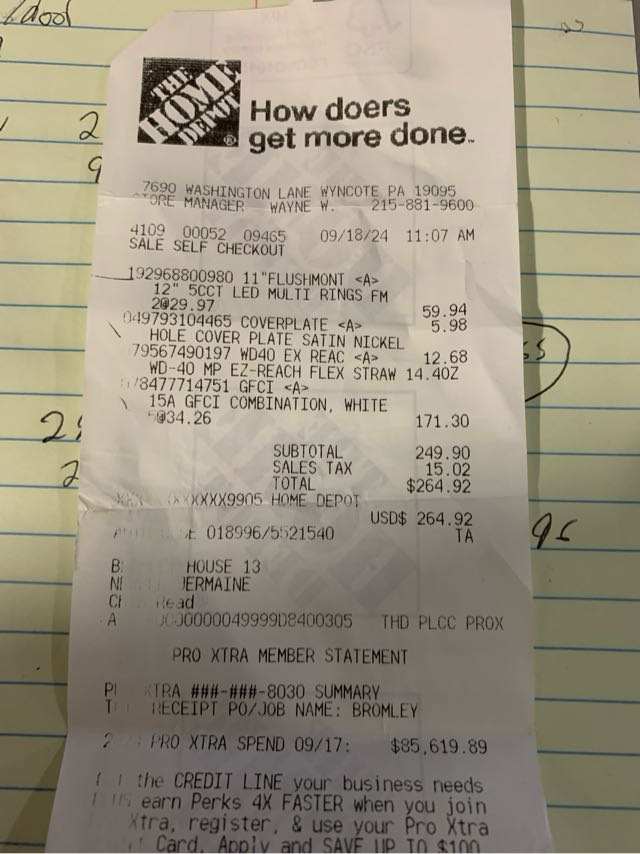 THE
HOME
DEPOT
How doers
get more done.
7690 WASHINGTON LANE WYNCOTE PA 19095
ORE MANAGER WAYNE W. 215-881-9600
4109 00052 09465 09/18/24 11:07 AM
SALE SELF CHECKOUT
192968800980 11"FLUSHMONT <A>
12" 5CCT LED MULTI RINGS FM
2@29.97 59.94
049793104465 COVERPLATE <A> 5.98
HOLE COVER PLATE SATIN NICKEL
79567490197 WD40 EX REAC <A> 12.68
WD-40 MP EZ-REACH FLEX STRAW 14.4OZ
78477714751 GFCI <A>
15A GFCI COMBINATION, WHITE
@34.26 171.30
SUBTOTAL 249.90
SALES TAX 15.02
TOTAL $264.92
XXXXXX9905 HOME DEPOT
USD$ 264.92
018996/5521540 TA
HOUSE 13
ERMAINE
Read
A 0000000049999D8400305 THD PLCC PROX
PRO XTRA MEMBER STATEMENT
XTRA ###-###-8030 SUMMARY
RECEIPT PO/JOB NAME: BROMLEY
PRO XTRA SPEND 09/17: $85,619.89
the CREDIT LINE your business needs
earn Perks 4X FASTER when you join
Xtra, register, & use your Pro Xtra
Card. Apply and SAVE UP TO $100